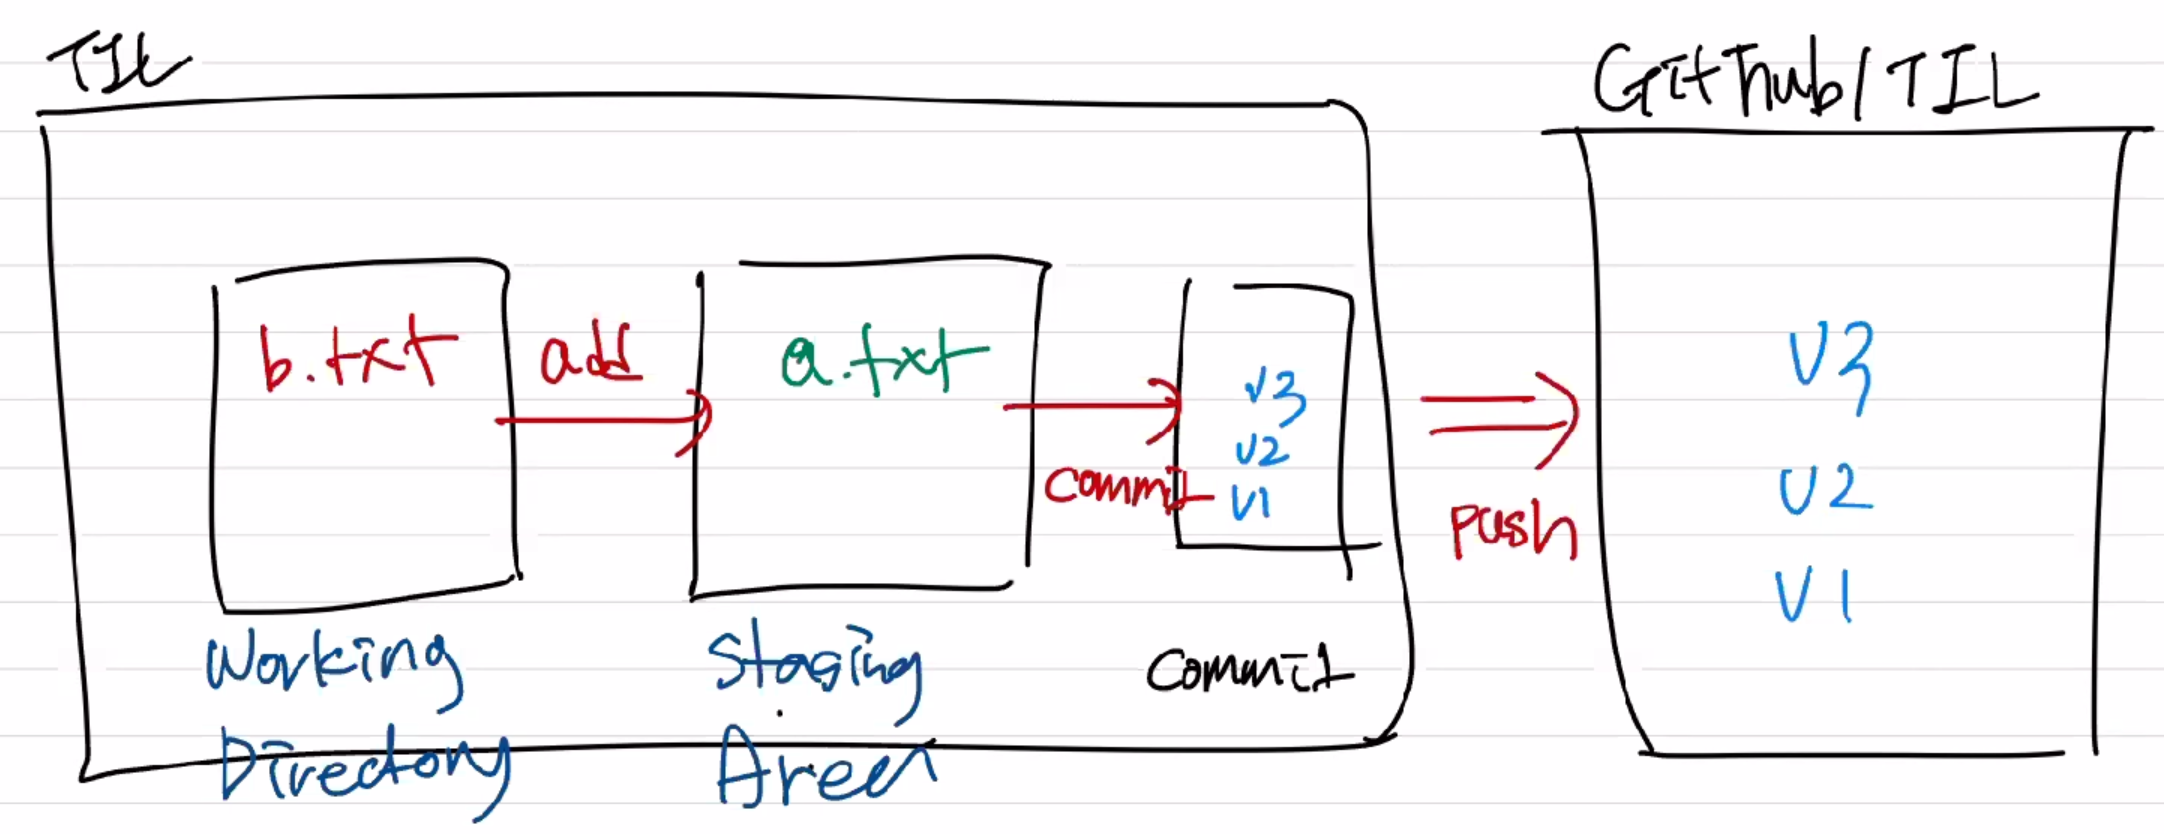 TIL
GitHub/TIL
b.txt
add
a.txt
commit
v3
v2
v1
push
V3
V2
V1
Working
Directory
Staging
Area
Commit